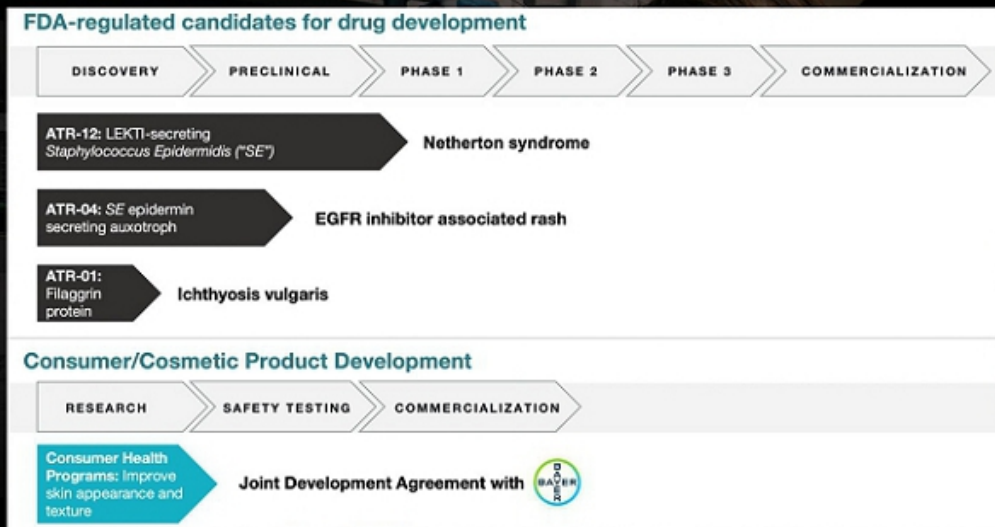 FDA-regulated candidates for drug development
DISCOVERY PRECLINICAL PHASE 1 PHASE 2 PHASE 3 COMMERCIALIZATION
ATR-12: LEKTI-secreting
Staphylococcus Epidermidis ("SE")
Netherton syndrome
ATR-04: SE epidermin
secreting auxotroph
EGFR inhibitor associated rash
ATR-01:
Filaggrin
protein
Ichthyosis vulgaris
Consumer/Cosmetic Product Development
RESEARCH SAFETY TESTING COMMERCIALIZATION
Consumer Health
Programs: Improve
skin appearance and
texture
Joint Development Agreement with
BAYER
BAYER